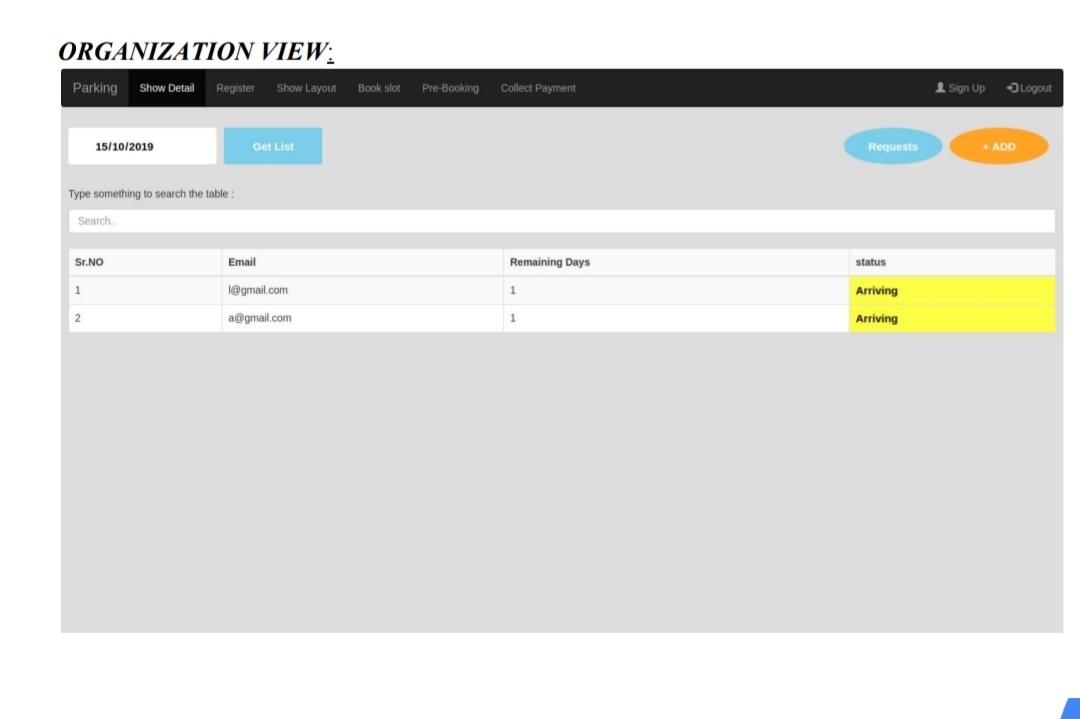 ORGANIZATION VIEW:
Parking Show Detail Register Show Layout Book slot Pre-Booking Collect Payment Sign Up Logout
15/10/2019 Get List Requests + ADD
Type something to search the table :
Search..
Sr.NO Email Remaining Days status
1 l@gmail.com 1 Arriving
2 a@gmail.com 1 Arriving